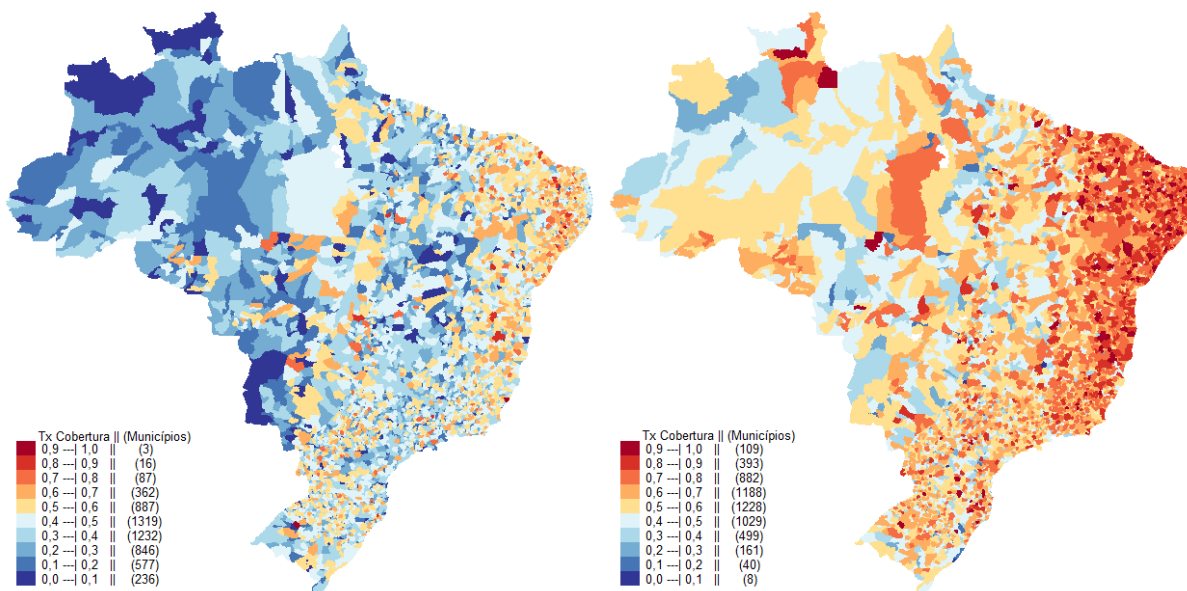 Tx Cobertura || (Municípios)
0,9 ---| 1,0 || (3)
0,8 ---| 0,9 || (16)
0,7 ---| 0,8 || (87)
0,6 ---| 0,7 || (362)
0,5 ---| 0,6 || (887)
0,4 ---| 0,5 || (1319)
0,3 ---| 0,4 || (1232)
0,2 ---| 0,3 || (846)
0,1 ---| 0,2 || (577)
0,0 ---| 0,1 || (236)
Tx Cobertura || (Municípios)
0,9 ---| 1,0 || (109)
0,8 ---| 0,9 || (393)
0,7 ---| 0,8 || (882)
0,6 ---| 0,7 || (1188)
0,5 ---| 0,6 || (1228)
0,4 ---| 0,5 || (1029)
0,3 ---| 0,4 || (499)
0,2 ---| 0,3 || (161)
0,1 ---| 0,2 || (40)
0,0 ---| 0,1 || (8)